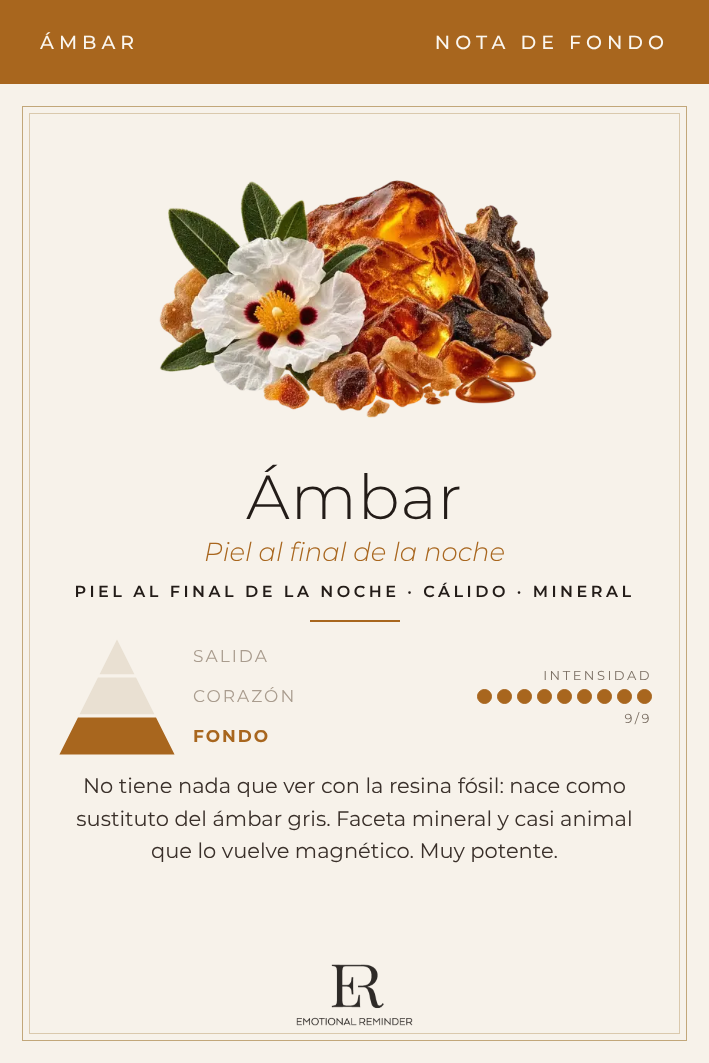 ÁMBAR
NOTA DE FONDO
Ámbar
Piel al final de la noche
PIEL AL FINAL DE LA NOCHE · CÁLIDO · MINERAL
SALIDA
CORAZÓN
FONDO
INTENSIDAD
9/9
No tiene nada que ver con la resina fósil: nace como
sustituto del ámbar gris. Faceta mineral y casi animal
que lo vuelve magnético. Muy potente.
ER
EMOTIONAL REMINDER